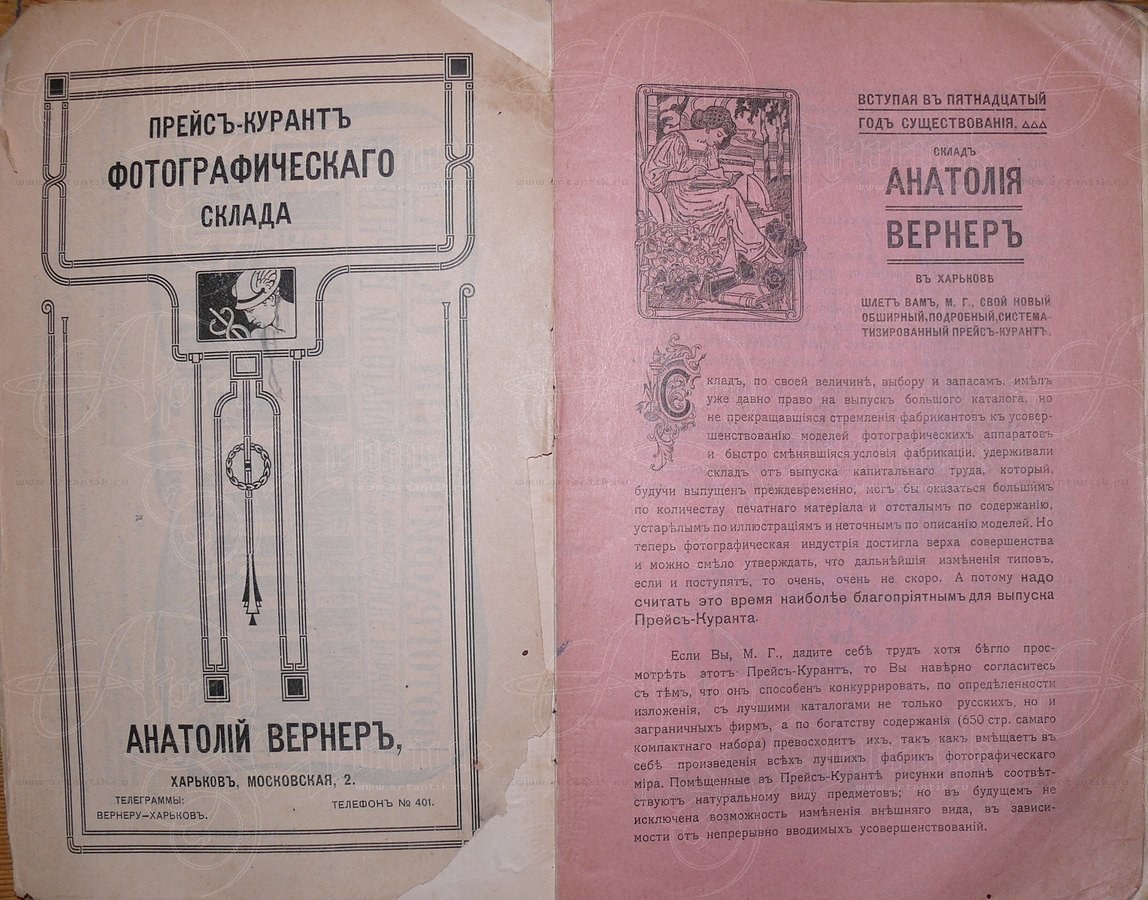 ПРЕЙСЪ-КУРАНТЪ
ФОТОГРАФИЧЕСКАГО
СКЛАДА
АНАТОЛІЙ ВЕРНЕРЪ,
ХАРЬКОВЪ, МОСКОВСКАЯ, 2.
ТЕЛЕГРАММЫ:
ВЕРНЕРУ—ХАРЬКОВЪ.
ТЕЛЕФОНЪ № 401.
ВСТУПАЯ ВЪ ПЯТНАДЦАТЫЙ
ГОДЪ СУЩЕСТВОВАНІЯ.
СКЛАДЪ
АНАТОЛІЯ
ВЕРНЕРЪ
ВЪ ХАРЬКОВѢ
ШЛЕТЪ ВАМЪ, М. Г., СВОЙ НОВЫЙ
ОБШИРНЫЙ, ПОДРОБНЫЙ, СИСТЕМА-
ТИЗИРОВАННЫЙ ПРЕЙСЪ-КУРАНТЪ.
Складъ, по своей величинѣ, выбору и запасамъ, имѣлъ
уже давно право на выпускъ большого каталога, но
не прекращавшіяся стремленія фабрикантовъ къ усовер-
шенствованію моделей фотографическихъ аппаратовъ
и быстро смѣнявшіяся условія фабрикаціи, удерживали
складъ отъ выпуска капитальнаго труда, который,
будучи выпущенъ преждевременно, могъ бы оказаться большимъ
по количеству печатнаго матеріала и отсталымъ по содержанію,
устарѣлымъ по иллюстраціямъ и неточнымъ по описанію моделей. Но
теперь фотографическая индустрія достигла верха совершенства
и можно смѣло утверждать, что дальнѣйшія измѣненія типовъ,
если и поступятъ, то очень, очень не скоро. А потому надо
считать это время наиболѣе благопріятнымъ для выпуска
Прейсъ-Куранта.
Если Вы, М. Г., дадите себѣ трудъ хотя бѣгло прос-
мотрѣть этотъ Прейсъ-Курантъ, то Вы навѣрно согласитесь
съ тѣмъ, что онъ способенъ конкуррировать, по опредѣленности
изложенія, съ лучшими каталогами не только русскихъ, но и
заграничныхъ фирмъ, а по богатству содержанія (650 стр. самаго
компактнаго набора) превосходитъ ихъ, такъ какъ вмѣщаетъ въ
себѣ произведенія всѣхъ лучшихъ фабрикъ фотографическаго
міра. Помѣщенные въ Прейсъ-Курантѣ рисунки вполнѣ соотвѣт-
ствуютъ натуральному виду предметовъ; но въ будущемъ не
исключена возможность измѣненія внѣшняго вида, въ зависи-
мости отъ непрерывно вводимыхъ усовершенствованій.